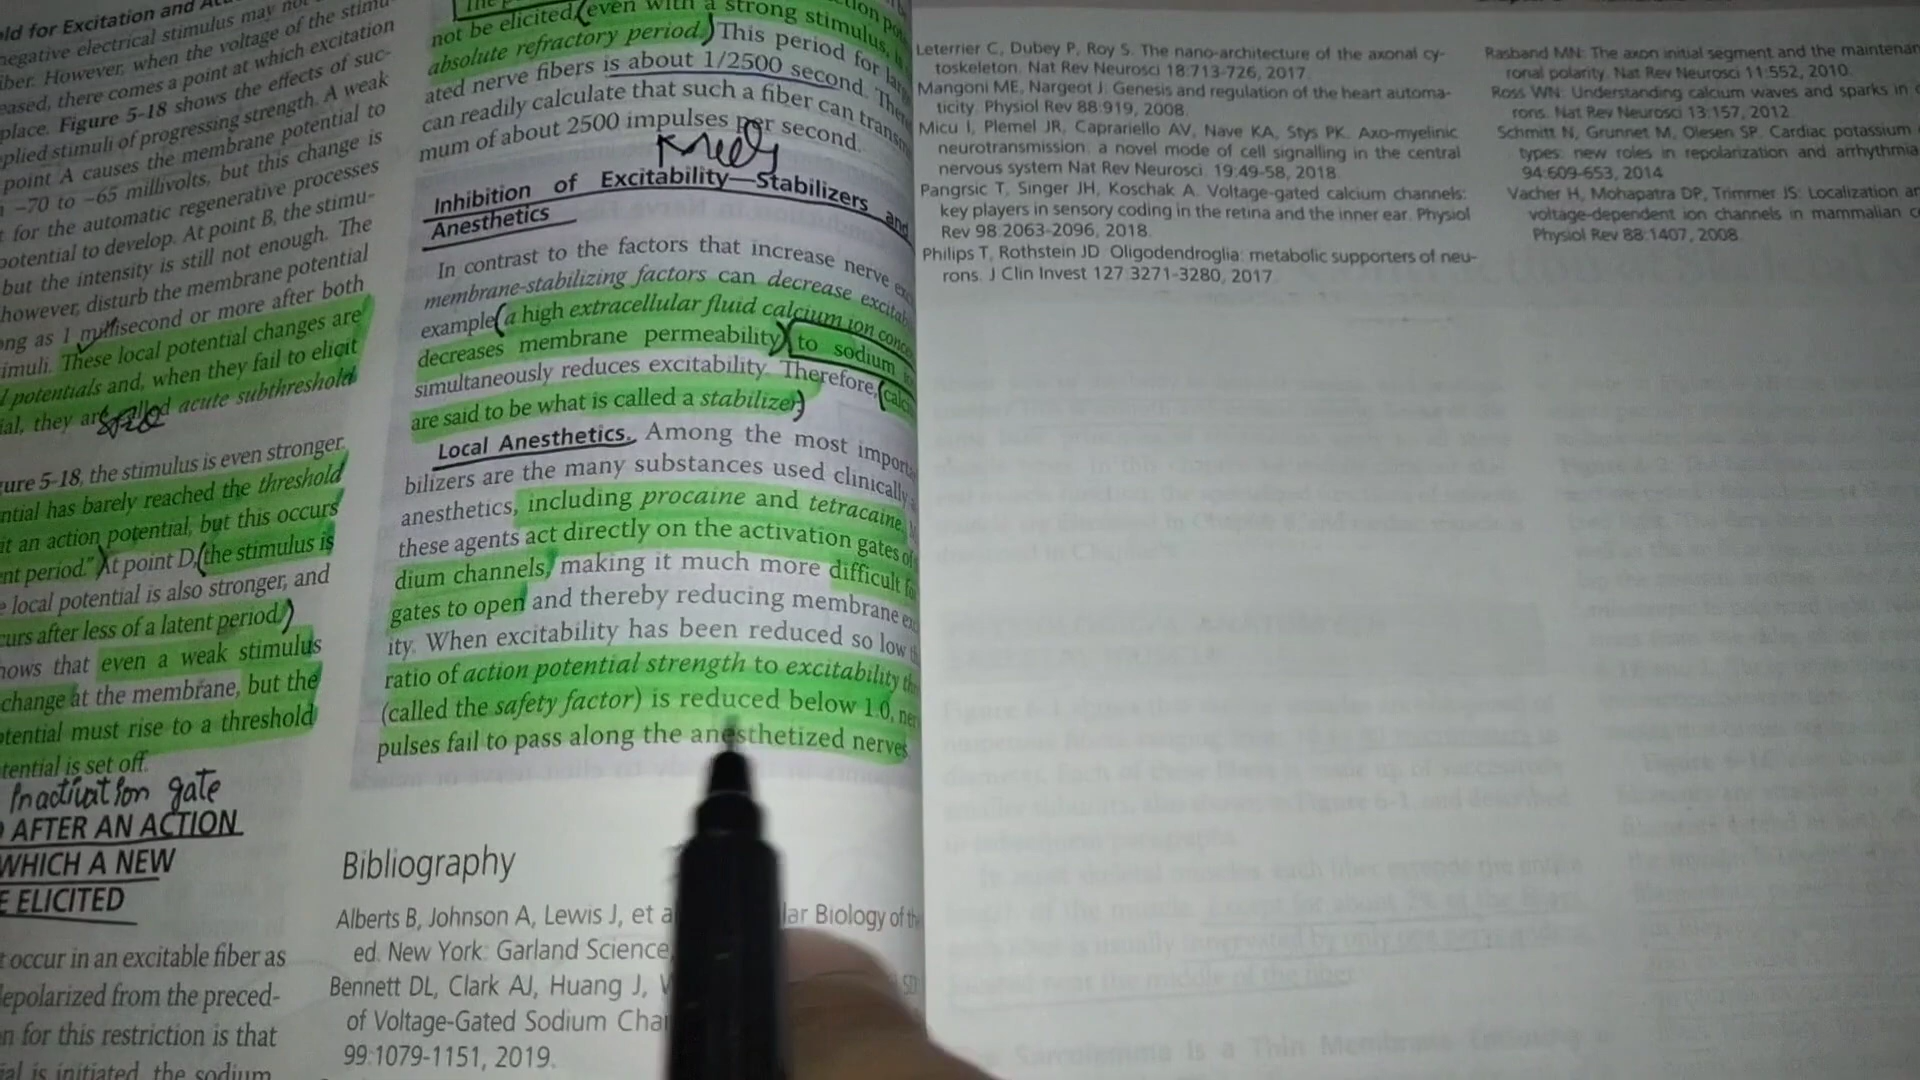 ld for Excitation and
negative electrical stimulus may not
iber. However, when the voltage of the stimu
eased, there comes a point at which excitation
place. Figure 5-18 shows the effects of suc-
plied stimuli of progressing strength. A weak
point A causes the membrane potential to
−70 to −65 millivolts, but this change is
t for the automatic regenerative processes
potential to develop. At point B, the stimu-
but the intensity is still not enough. The
however, disturb the membrane potential
ong as 1 millisecond or more after both
imuli. These local potential changes are
l potentials and, when they fail to elicit
ial, they are called acute subthreshold
gure 5-18, the stimulus is even stronger.
ntial has barely reached the threshold
it an action potential, but this occurs
nt period." At point D, (the stimulus is
e local potential is also stronger, and
curs after less of a latent period.)
hows that even a weak stimulus
change at the membrane, but the
otential must rise to a threshold
tential is set off.
Inactivation gate
AFTER AN ACTION
WHICH A NEW
E ELICITED
t occur in an excitable fiber as
depolarized from the preced-
n for this restriction is that
ial is initiated, the sodium
not be elicited, (even with a strong stimulus, is
absolute refractory period.) This period for large
ated nerve fibers is about 1/2500 second. The
can readily calculate that such a fiber can transm
mum of about 2500 impulses per second.
Inhibition of Excitability—Stabilizers and
Anesthetics
In contrast to the factors that increase nerve exc
membrane-stabilizing factors can decrease excitab
example, (a high extracellular fluid calcium ion conce
decreases membrane permeability) to sodium
simultaneously reduces excitability. Therefore, (calc
are said to be what is called a stabilizer.)
Local Anesthetics. Among the most importa
bilizers are the many substances used clinically
anesthetics, including procaine and tetracaine.
these agents act directly on the activation gates of
dium channels, making it much more difficult fo
gates to open and thereby reducing membrane ex
ity. When excitability has been reduced so low
ratio of action potential strength to excitability th
(called the safety factor) is reduced below 1.0, ner
pulses fail to pass along the anesthetized nerves.
Bibliography
Alberts B, Johnson A, Lewis J, et a lar Biology of th
ed. New York: Garland Science,
Bennett DL, Clark AJ, Huang J, W SD
of Voltage-Gated Sodium Cha
99:1079-1151, 2019.
Leterrier C, Dubey P, Roy S. The nano-architecture of the axonal cy-
toskeleton. Nat Rev Neurosci 18:713-726, 2017.
Mangoni ME, Nargeot J: Genesis and regulation of the heart automa-
ticity. Physiol Rev 88:919, 2008.
Micu I, Plemel JR, Caprariello AV, Nave KA, Stys PK. Axo-myelinic
neurotransmission: a novel mode of cell signalling in the central
nervous system Nat Rev Neurosci. 19:49-58, 2018.
Pangrsic T, Singer JH, Koschak A. Voltage-gated calcium channels:
key players in sensory coding in the retina and the inner ear. Physiol
Rev 98:2063-2096, 2018.
Philips T, Rothstein JD Oligodendroglia: metabolic supporters of neu-
rons. J Clin Invest 127:3271-3280, 2017.
Rasband MN: The axon initial segment and the maintenan
ronal polarity. Nat Rev Neurosci 11:552, 2010.
Ross WN: Understanding calcium waves and sparks in c
rons. Nat Rev Neurosci 13:157, 2012.
Schmitt N, Grunnet M, Olesen SP. Cardiac potassium
types: new roles in repolarization and arrhythmia
94:609-653, 2014
Vacher H, Mohapatra DP, Trimmer JS: Localization an
voltage-dependent ion channels in mammalian c
Physiol Rev 88:1407, 2008.